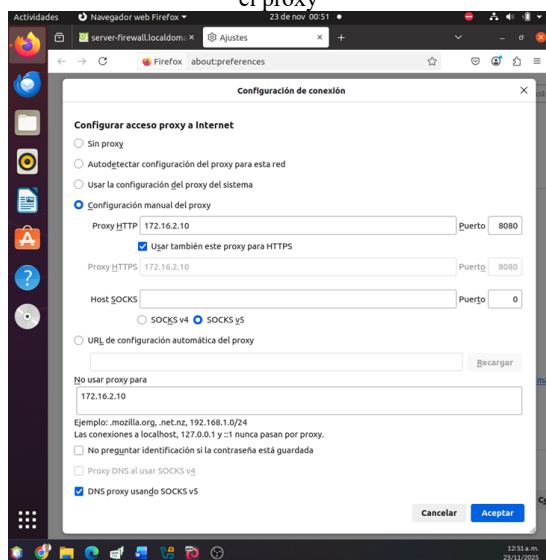 el proxy
Actividades Navegador web Firefox 23 de nov 00:51
server-firewall.localdoma Ajustes
Firefox about:preferences
Configuración de conexión
Configurar acceso proxy a Internet
Sin proxy
Autodetectar configuración del proxy para esta red
Usar la configuración del proxy del sistema
Configuración manual del proxy
Proxy HTTP 172.16.2.10 Puerto 8080
Usar también este proxy para HTTPS
Proxy HTTPS 172.16.2.10 Puerto 8080
Host SOCKS Puerto 0
SOCKS v4 SOCKS v5
URL de configuración automática del proxy
Recargar
No usar proxy para
172.16.2.10
Ejemplo: .mozilla.org, .net.nz, 192.168.1.0/24
Las conexiones a localhost, 127.0.0.1 y ::1 nunca pasan por proxy.
No preguntar identificación si la contraseña está guardada
Proxy DNS al usar SOCKS v4
DNS proxy usando SOCKS v5
Cancelar Aceptar
12:51 a.m.
23/11/2025